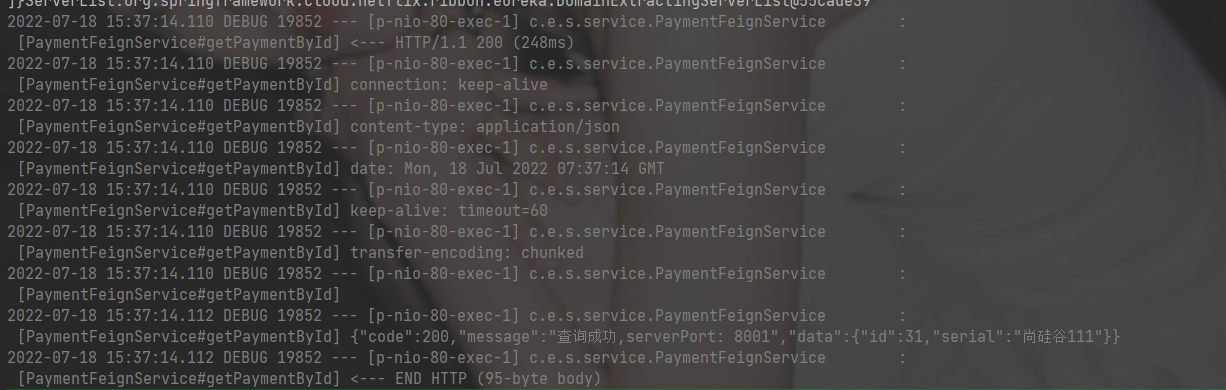 ]}ServerList:org.springframework.cloud.netflix.ribbon.eureka.DomainExtractingServerList@55cade39
2022-07-18 15:37:14.110 DEBUG 19852 --- [p-nio-80-exec-1] c.e.s.service.PaymentFeignService        :
[PaymentFeignService#getPaymentById] <--- HTTP/1.1 200 (248ms)
2022-07-18 15:37:14.110 DEBUG 19852 --- [p-nio-80-exec-1] c.e.s.service.PaymentFeignService        :
[PaymentFeignService#getPaymentById] connection: keep-alive
2022-07-18 15:37:14.110 DEBUG 19852 --- [p-nio-80-exec-1] c.e.s.service.PaymentFeignService        :
[PaymentFeignService#getPaymentById] content-type: application/json
2022-07-18 15:37:14.110 DEBUG 19852 --- [p-nio-80-exec-1] c.e.s.service.PaymentFeignService        :
[PaymentFeignService#getPaymentById] date: Mon, 18 Jul 2022 07:37:14 GMT
2022-07-18 15:37:14.110 DEBUG 19852 --- [p-nio-80-exec-1] c.e.s.service.PaymentFeignService        :
[PaymentFeignService#getPaymentById] keep-alive: timeout=60
2022-07-18 15:37:14.110 DEBUG 19852 --- [p-nio-80-exec-1] c.e.s.service.PaymentFeignService        :
[PaymentFeignService#getPaymentById] transfer-encoding: chunked
2022-07-18 15:37:14.110 DEBUG 19852 --- [p-nio-80-exec-1] c.e.s.service.PaymentFeignService        :
[PaymentFeignService#getPaymentById]
2022-07-18 15:37:14.112 DEBUG 19852 --- [p-nio-80-exec-1] c.e.s.service.PaymentFeignService        :
[PaymentFeignService#getPaymentById] {"code":200,"message":"查询成功,serverPort: 8001","data":{"id":31,"serial":"尚硅谷111"}}
2022-07-18 15:37:14.112 DEBUG 19852 --- [p-nio-80-exec-1] c.e.s.service.PaymentFeignService        :
[PaymentFeignService#getPaymentById] <--- END HTTP (95-byte body)